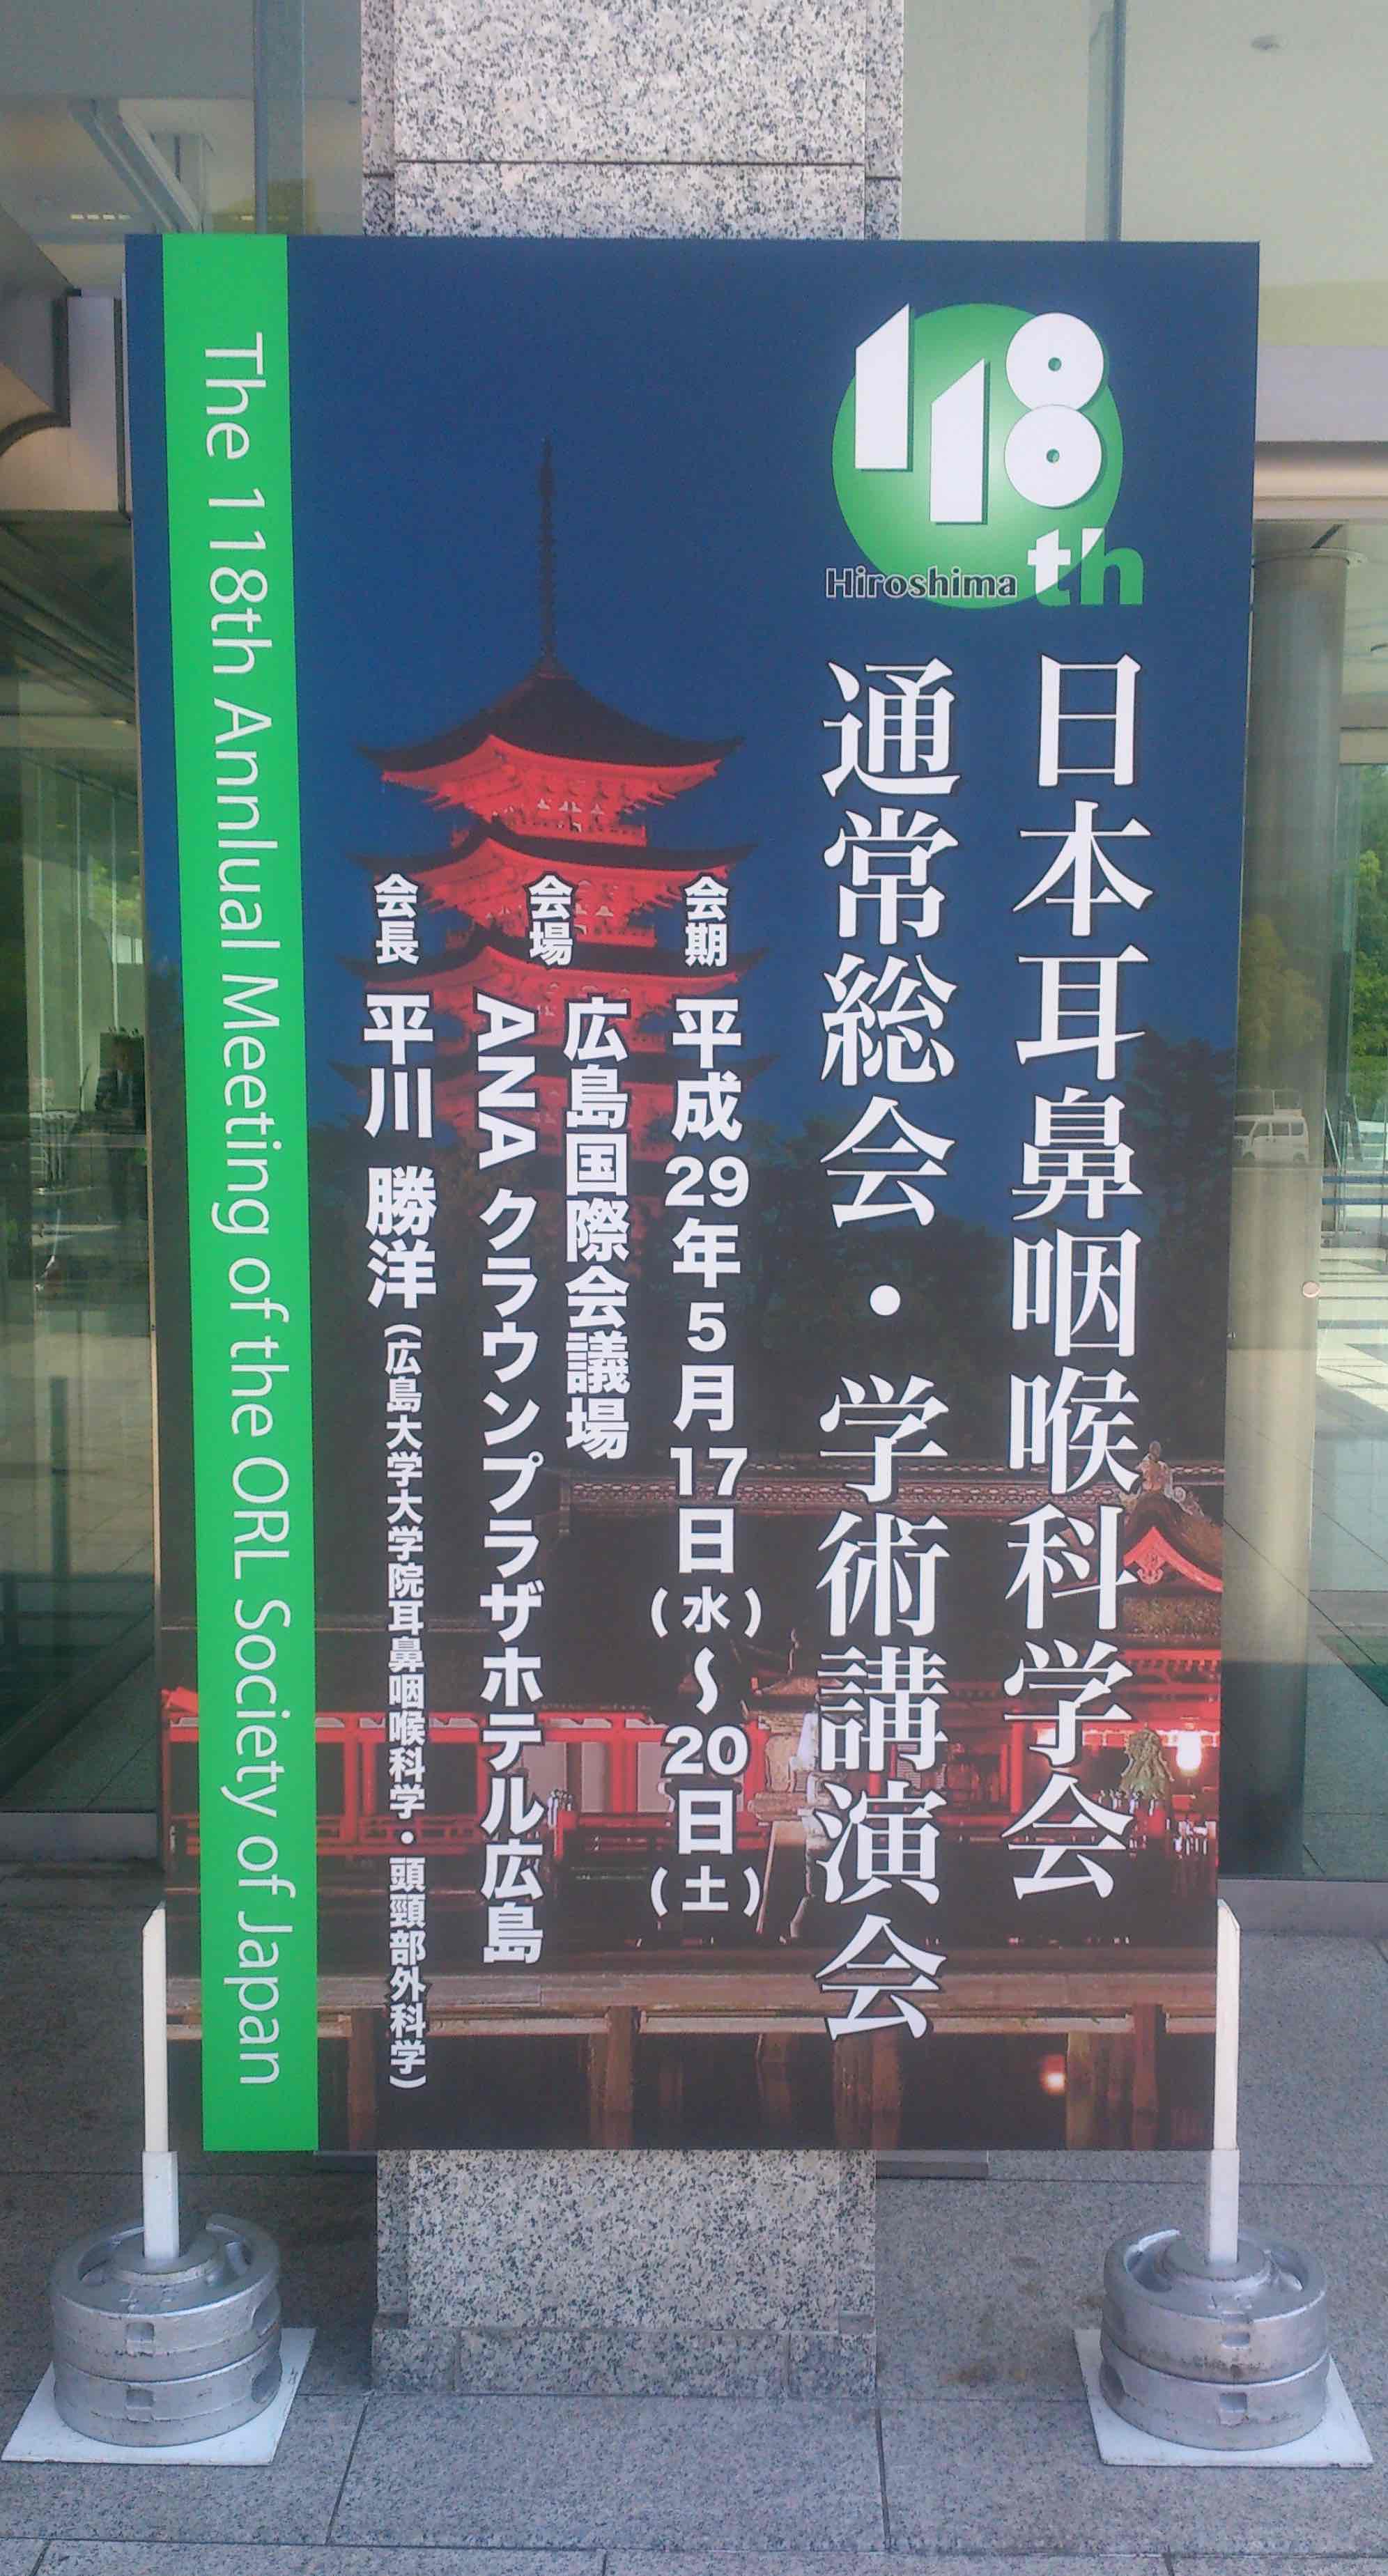 118th
Hiroshima
日本耳鼻咽喉科学会
通常総会・学術講演会
会期 平成29年5月17日(水)〜20日(土)
会場 広島国際会議場
ANAクラウンプラザホテル広島
会長 平川 勝洋(広島大学大学院耳鼻咽喉科学・頭頸部外科学)
The 118th Annlual Meeting of the ORL Society of Japan